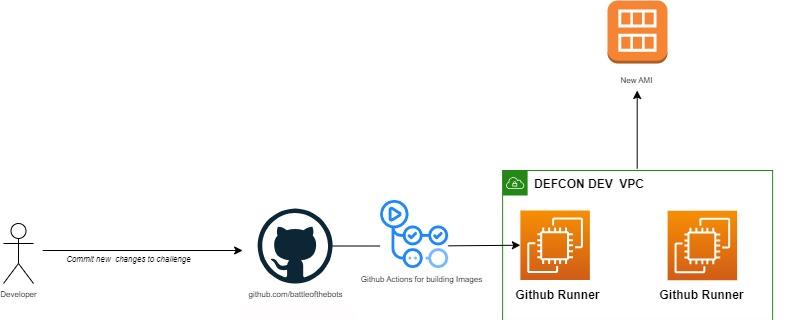 New AMI
DEFCON DEV VPC
Commit new changes to challenge
Developer
github.com/battleofthebots
Github Actions for building Images
Github Runner
Github Runner